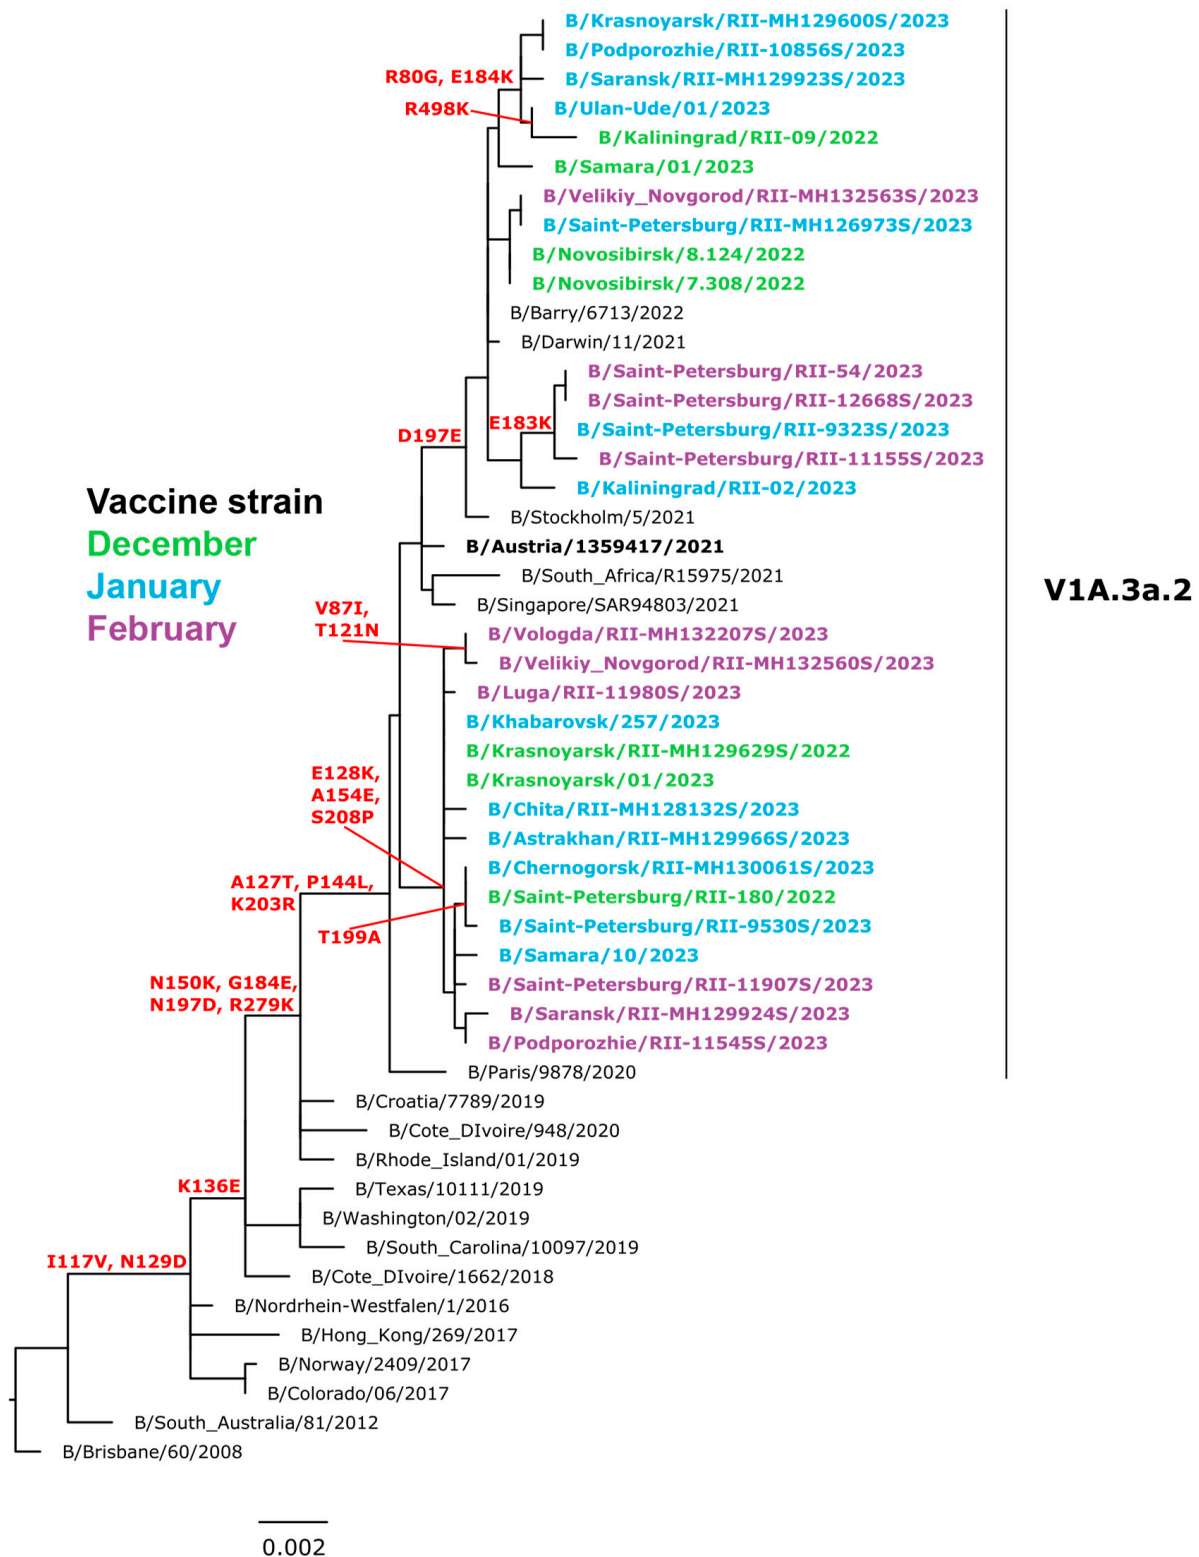 B/Krasnoyarsk/RII-MH129600S/2023
B/Podporozhie/RII-10856S/2023
R80G, E184K
B/Saransk/RII-MH129923S/2023
R498K
B/Ulan-Ude/01/2023
B/Kaliningrad/RII-09/2022
B/Samara/01/2023
B/Velikiy_Novgorod/RII-MH132563S/2023
B/Saint-Petersburg/RII-MH126973S/2023
B/Novosibirsk/8.124/2022
B/Novosibirsk/7.308/2022
B/Barry/6713/2022
B/Darwin/11/2021
B/Saint-Petersburg/RII-54/2023
B/Saint-Petersburg/RII-12668S/2023
E183K
B/Saint-Petersburg/RII-9323S/2023
D197E
B/Saint-Petersburg/RII-11155S/2023
B/Kaliningrad/RII-02/2023
Vaccine strain
December
January
February
B/Stockholm/5/2021
B/Austria/1359417/2021
B/South_Africa/R15975/2021
V1A.3a.2
B/Singapore/SAR94803/2021
V87I,
T121N
B/Vologda/RII-MH132207S/2023
B/Velikiy_Novgorod/RII-MH132560S/2023
B/Luga/RII-11980S/2023
B/Khabarovsk/257/2023
B/Krasnoyarsk/RII-MH129629S/2022
B/Krasnoyarsk/01/2023
E128K,
A154E,
S208P
B/Chita/RII-MH128132S/2023
B/Astrakhan/RII-MH129966S/2023
B/Chernogorsk/RII-MH130061S/2023
A127T, P144L,
K203R
B/Saint-Petersburg/RII-180/2022
B/Saint-Petersburg/RII-9530S/2023
T199A
B/Samara/10/2023
N150K, G184E,
N197D, R279K
B/Saint-Petersburg/RII-11907S/2023
B/Saransk/RII-MH129924S/2023
B/Podporozhie/RII-11545S/2023
B/Paris/9878/2020
B/Croatia/7789/2019
B/Cote_DIvoire/948/2020
B/Rhode_Island/01/2019
K136E
B/Texas/10111/2019
B/Washington/02/2019
B/South_Carolina/10097/2019
I117V, N129D
B/Cote_DIvoire/1662/2018
B/Nordrhein-Westfalen/1/2016
B/Hong_Kong/269/2017
B/Norway/2409/2017
B/Colorado/06/2017
B/South_Australia/81/2012
B/Brisbane/60/2008
0.002